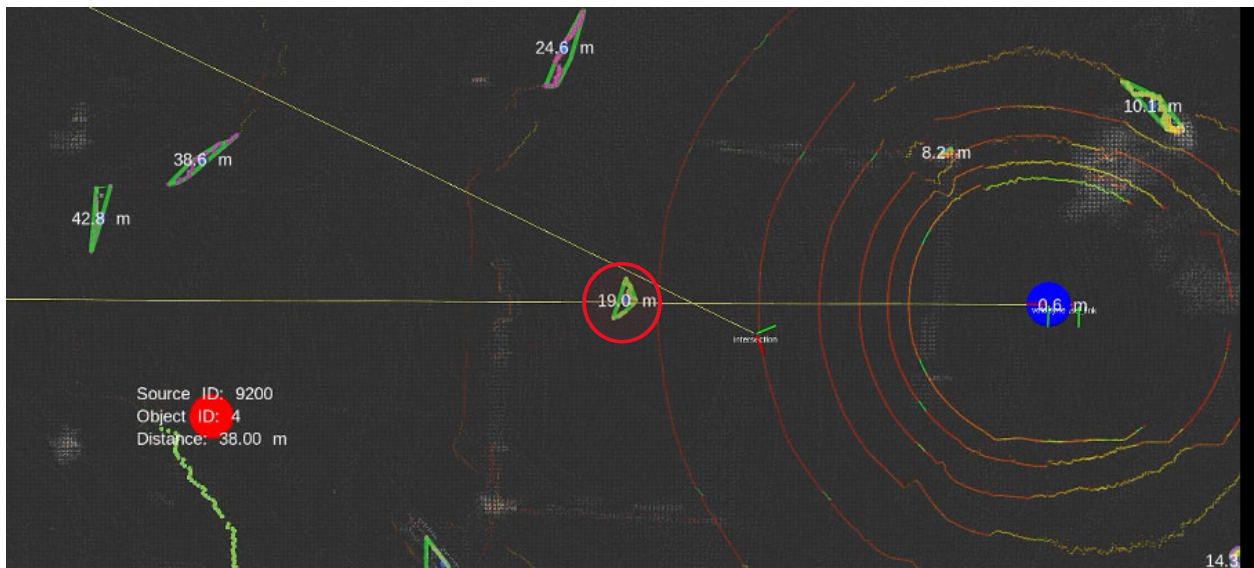 24.6 m
10.1 m
38.6 m
8.2 m
42.8 m
19.0 m
0.6 m
intersection
Source ID: 9200
Object ID: 4
Distance: 38.00 m
14.3